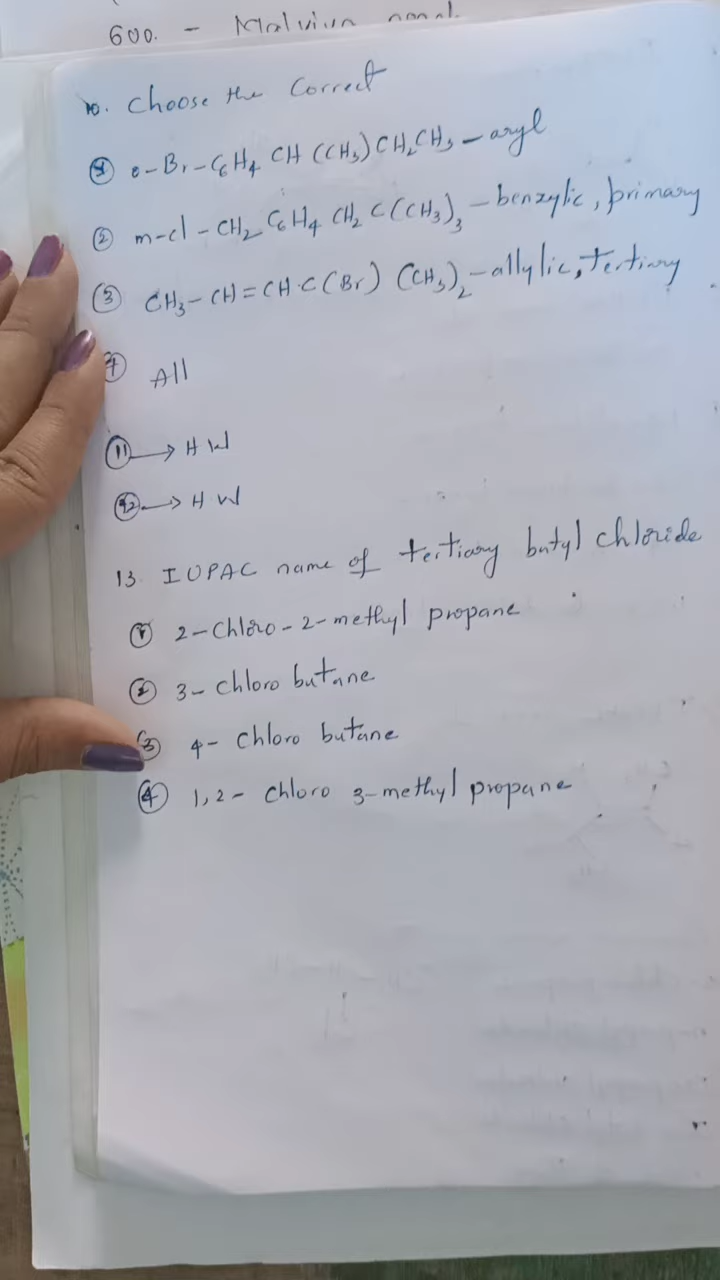 600. - Malviun
10. Choose the Correct
① o-Br-C6H4 CH (CH3) CH2CH3 - aryl
② m-cl - CH2 C6H4 CH2 C(CH3)3 - benzylic, primary
③ CH3 - CH = CH·C(Br) (CH3)2 - allylic, Tertiary
④ All
⑪ → H W
⑫ → H W
13. IUPAC name of tertiary butyl chloride
① 2-Chloro-2-methyl propane
② 3- chloro butane
③ 4- Chloro butane
④ 1,2- chloro 3-methyl propane